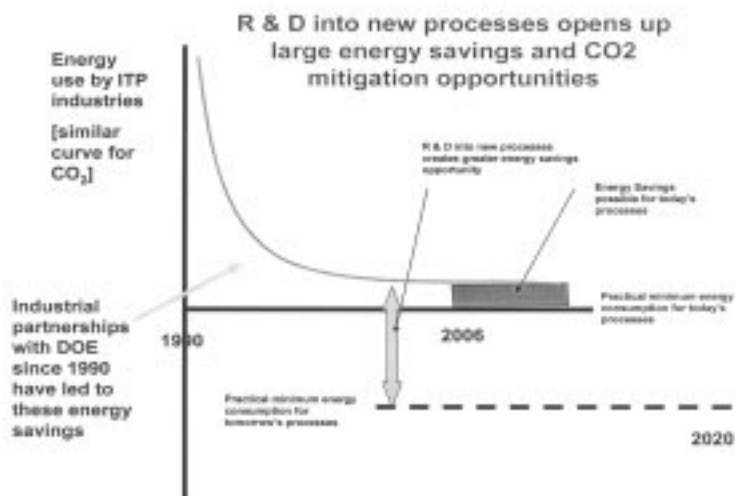 R & D into new processes opens up
large energy savings and CO2
mitigation opportunities
Energy
use by ITP
industries
[similar
curve for
CO₂]
R & D into new processes
creates greater energy savings
opportunity
Energy Savings
possible for today's
processes
Industrial
partnerships
with DOE
since 1990
have led to
these energy
savings
1990
2006
Practical minimum energy
consumption for today's
processes
Practical minimum energy
consumption for
tomorrow's processes
2020